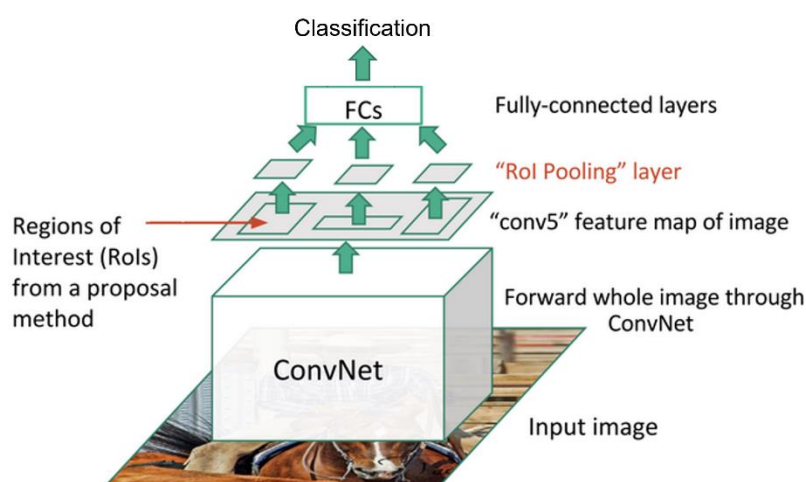 Classification
FCs
Fully-connected layers
“RoI Pooling” layer
“conv5” feature map of image
Regions of
Interest (RoIs)
from a proposal
method
Forward whole image through
ConvNet
ConvNet
Input image